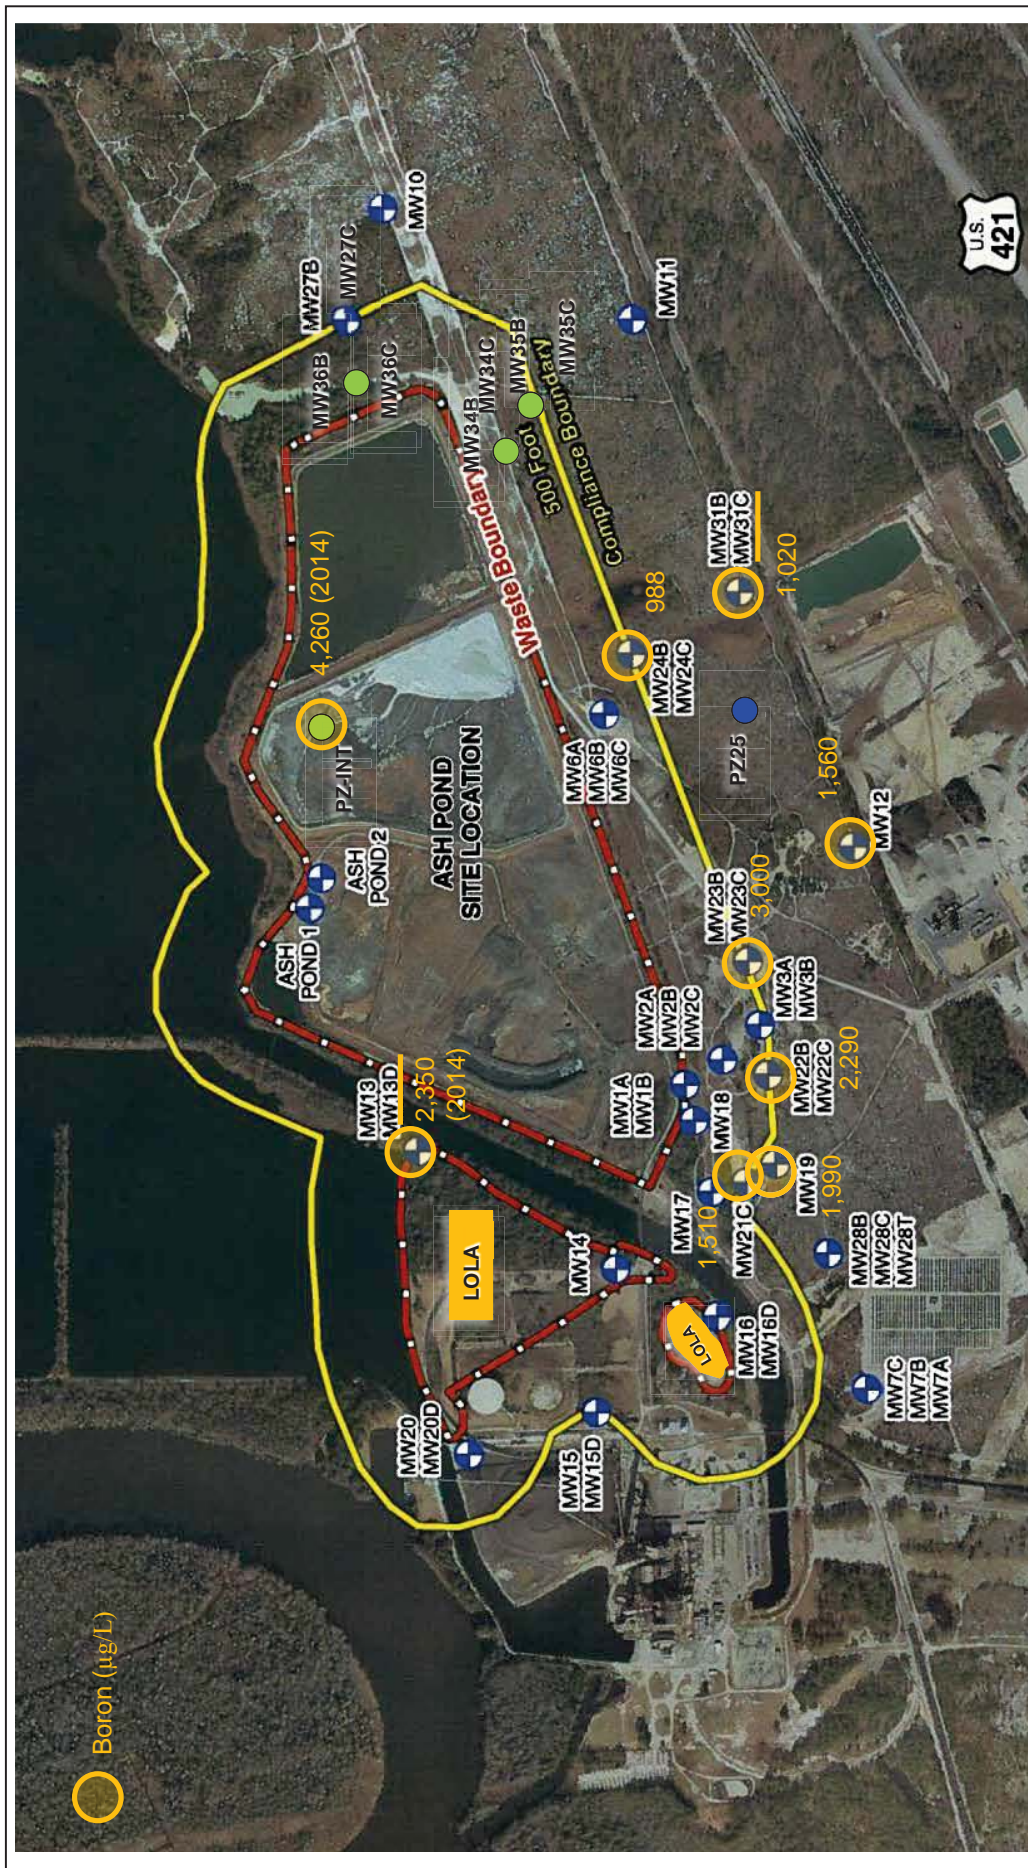 Boron (µg/L)
MW20
MW20D
MW15
MW15D
MW7C
MW7B
MW7A
LOLA
MW16
MW16D
MW28B
MW28C
MW28T
LOLA
MW14
MW17
1,510
MW21C
MW19
1,990
MW18
MW13
MW13D
2,350
(2014)
MW1A
MW1B
MW2A
MW2B
MW2C
MW22B
MW22C
2,290
MW3A
MW3B
MW23B
MW23C
3,000
ASH
POND 1
ASH
POND 2
ASH POND
SITE LOCATION
MW12
1,560
PZ-INT
4,260 (2014)
MW6A
MW6B
MW6C
PZ25
MW24B
MW24C
988
Waste Boundary
MW31B
MW31C
1,020
500 Foot
Compliance Boundary
MW34B
MW34C
MW35B
MW35C
MW36B
MW36C
MW27B
MW27C
MW10
MW11
U.S.
421